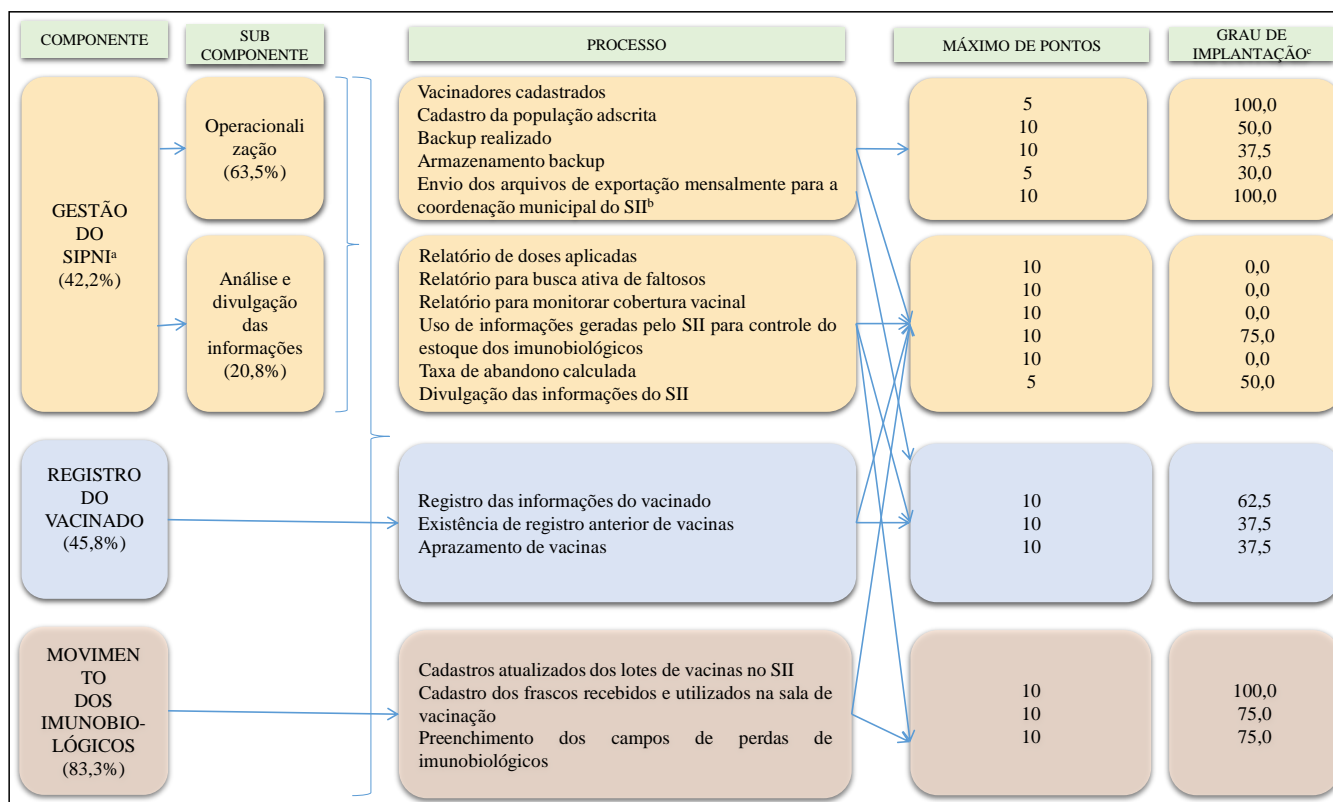 COMPONENTE
SUB
COMPONENTE
PROCESSO
MÁXIMO DE PONTOS
GRAU DE
IMPLANTAÇÃOᶜ
GESTÃO
DO
SIPNIᵃ
(42,2%)
Operacionali
zação
(63,5%)
Vacinadores cadastrados
Cadastro da população adscrita
Backup realizado
Armazenamento backup
Envio dos arquivos de exportação mensalmente para a
coordenação municipal do SIIᵇ
5
10
10
5
10
100,0
50,0
37,5
30,0
100,0
Análise e
divulgação
das
informações
(20,8%)
Relatório de doses aplicadas
Relatório para busca ativa de faltosos
Relatório para monitorar cobertura vacinal
Uso de informações geradas pelo SII para controle do
estoque dos imunobiológicos
Taxa de abandono calculada
Divulgação das informações do SII
10
10
10
10
10
5
0,0
0,0
0,0
75,0
0,0
50,0
REGISTRO
DO
VACINADO
(45,8%)
Registro das informações do vacinado
Existência de registro anterior de vacinas
Aprazamento de vacinas
10
10
10
62,5
37,5
37,5
MOVIMEN
TO
DOS
IMUNOBIO-
LÓGICOS
(83,3%)
Cadastros atualizados dos lotes de vacinas no SII
Cadastro dos frascos recebidos e utilizados na sala de
vacinação
Preenchimento dos campos de perdas de
imunobiológicos
10
10
10
100,0
75,0
75,0